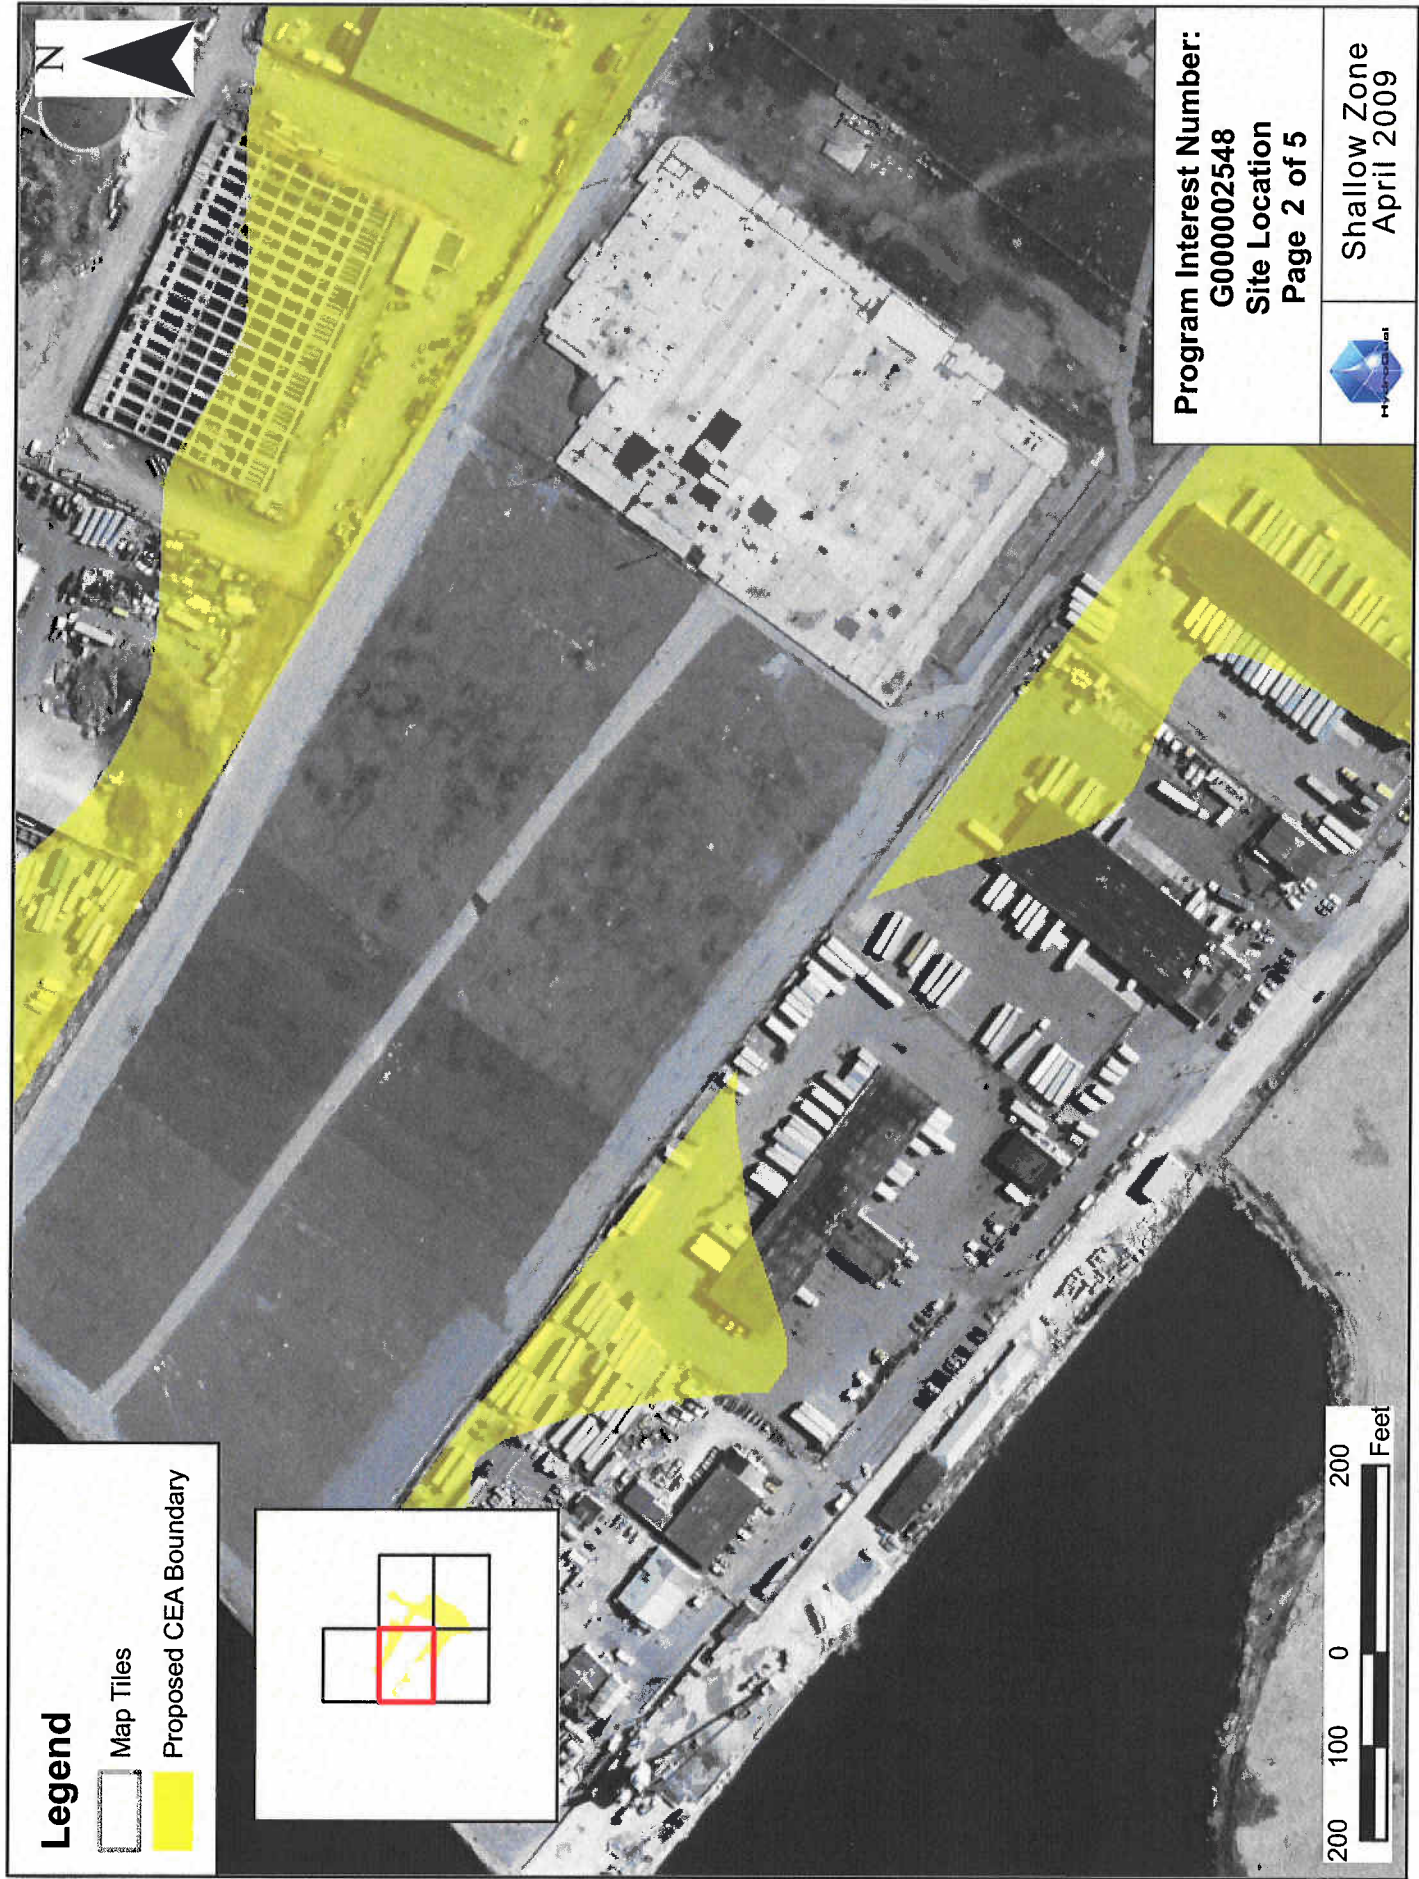 N
Legend
Map Tiles
Proposed CEA Boundary
200 100 0 200
Feet
Program Interest Number:
G000002548
Site Location
Page 2 of 5
HydroQual
Shallow Zone
April 2009